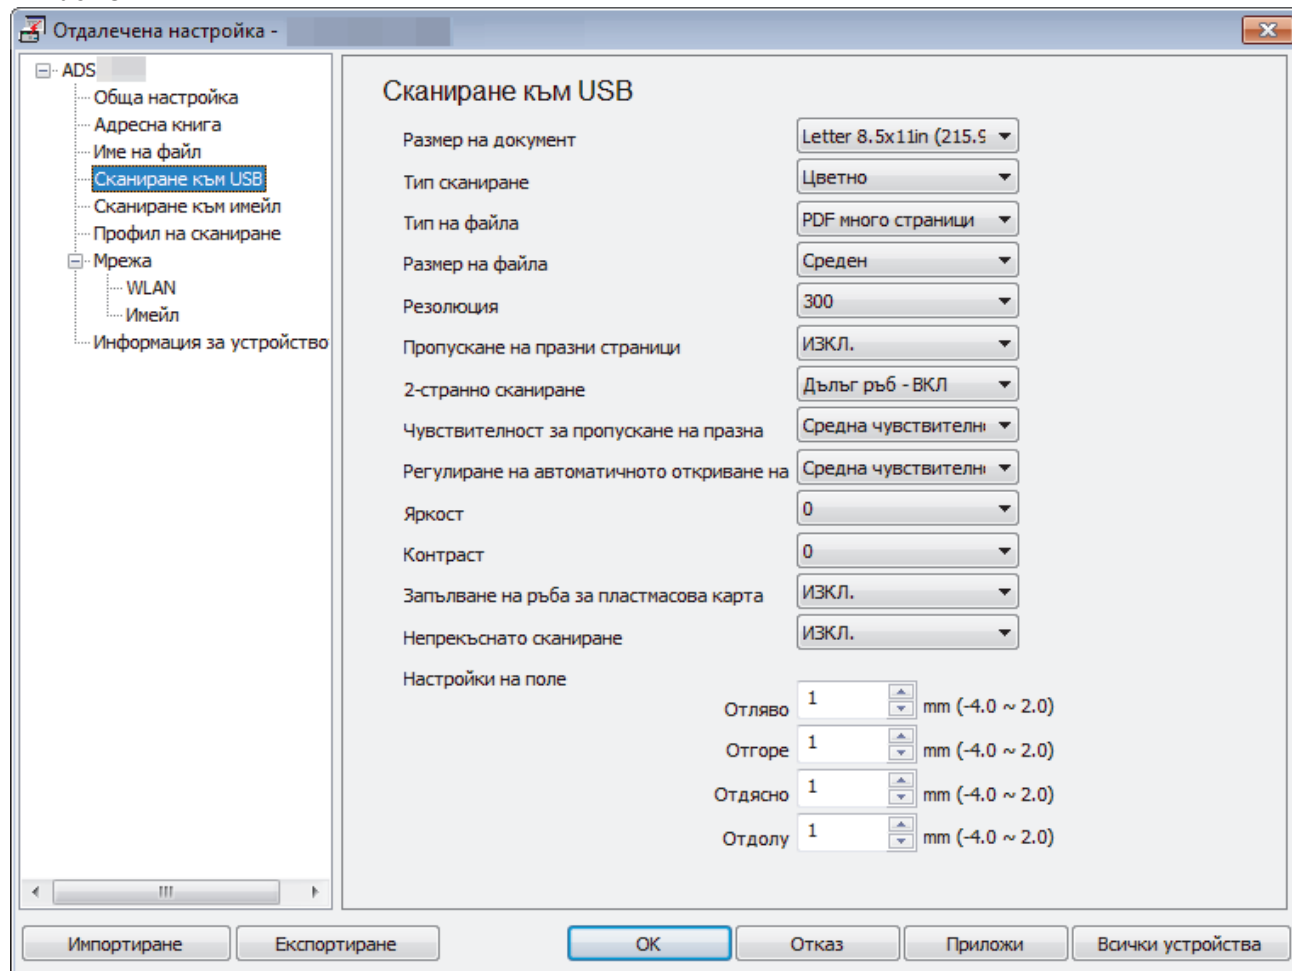 Отдалечена настройка -
ADS
Обща настройка
Адресна книга
Име на файл
Сканиране към USB
Сканиране към имейл
Профил на сканиране
Мрежа
WLAN
Имейл
Информация за устройство
Сканиране към USB
Размер на документ Letter 8.5x11in (215.9
Тип сканиране Цветно
Тип на файла PDF много страници
Размер на файла Среден
Резолюция 300
Пропускане на празни страници ИЗКЛ.
2-странно сканиране Дълъг ръб - ВКЛ
Чувствителност за пропускане на празна Средна чувствителн
Регулиране на автоматичното откриване на Средна чувствителн
Яркост 0
Контраст 0
Запълване на ръба за пластмасова карта ИЗКЛ.
Непрекъснато сканиране ИЗКЛ.
Настройки на поле
Отляво 1 mm (-4.0 ~ 2.0)
Отгоре 1 mm (-4.0 ~ 2.0)
Отдясно 1 mm (-4.0 ~ 2.0)
Отдолу 1 mm (-4.0 ~ 2.0)
Импортиране Експортиране OK Отказ Приложи Всички устройства